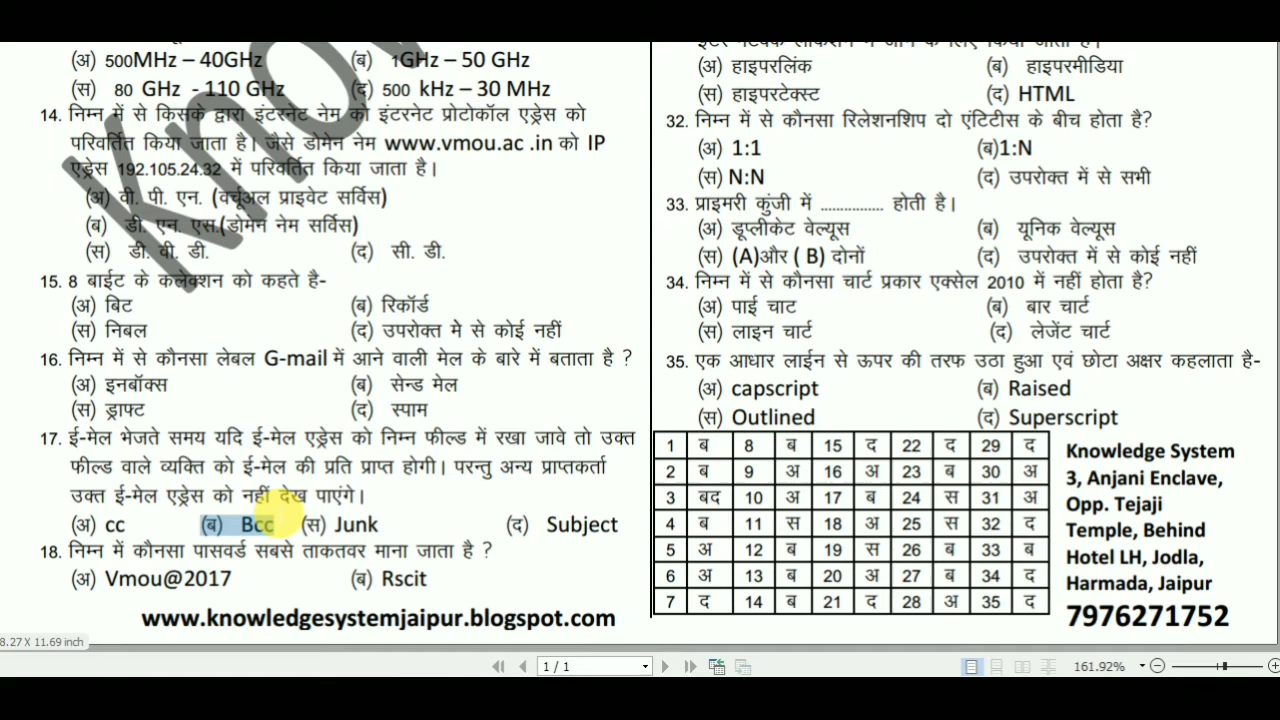 (अ) 500MHz – 40GHz (ब) 1GHz – 50 GHz
(स) 80 GHz - 110 GHz (द) 500 kHz – 30 MHz
14. निम्न में से किसके द्वारा इंटरनेट नेम को इंटरनेट प्रोटोकॉल एड्रेस को
परिवर्तित किया जाता है। जैसे डोमेन नेम www.vmou.ac .in को IP
एड्रेस 192.105.24.32 में परिवर्तित किया जाता है।
(अ) वी. पी. एन. (वर्चूअल प्राइवेट सर्विस)
(ब) डी. एन. एस.(डोमेन नेम सर्विस)
(स) डी. वी. डी. (द) सी. डी.
15. 8 बाईट के कलेक्शन को कहते है-
(अ) बिट (ब) रिकॉर्ड
(स) निबल (द) उपरोक्त मे से कोई नहीं
16. निम्न में से कौनसा लेबल G-mail में आने वाली मेल के बारे में बताता है ?
(अ) इनबॉक्स (ब) सेन्ड मेल
(स) ड्राफ्ट (द) स्पाम
17. ई-मेल भेजते समय यदि ई-मेल एड्रेस को निम्न फील्ड में रखा जावे तो उक्त
फील्ड वाले व्यक्ति को ई-मेल की प्रति प्राप्त होगी। परन्तु अन्य प्राप्तकर्ता
उक्त ई-मेल एड्रेस को नहीं देख पाएंगे।
(अ) cc (ब) Bcc (स) Junk (द) Subject
18. निम्न में कौनसा पासवर्ड सबसे ताकतवर माना जाता है ?
(अ) Vmou@2017 (ब) Rscit
www.knowledgesystemjaipur.blogspot.com
(अ) हाइपरलिंक (ब) हाइपरमीडिया
(स) हाइपरटेक्स्ट (द) HTML
32. निम्न में से कौनसा रिलेशनशिप दो एंटिटीस के बीच होता है?
(अ) 1:1 (ब)1:N
(स) N:N (द) उपरोक्त में से सभी
33. प्राइमरी कुंजी में ................ होती है।
(अ) डूप्लीकेट वेल्यूस (ब) यूनिक वेल्यूस
(स) (A)और ( B) दोनों (द) उपरोक्त में से कोई नहीं
34. निम्न में से कौनसा चार्ट प्रकार एक्सेल 2010 में नहीं होता है?
(अ) पाई चाट (ब) बार चार्ट
(स) लाइन चार्ट (द) लेजेंट चार्ट
35. एक आधार लाईन से ऊपर की तरफ उठा हुआ एवं छोटा अक्षर कहलाता है-
(अ) capscript (ब) Raised
(स) Outlined (द) Superscript
1 ब 8 ब 15 द 22 द 29 द
2 ब 9 अ 16 अ 23 ब 30 अ
3 बद 10 अ 17 ब 24 स 31 अ
4 ब 11 स 18 अ 25 स 32 द
5 अ 12 ब 19 स 26 ब 33 ब
6 अ 13 ब 20 अ 27 ब 34 द
7 द 14 ब 21 द 28 अ 35 द
Knowledge System
3, Anjani Enclave,
Opp. Tejaji
Temple, Behind
Hotel LH, Jodla,
Harmada, Jaipur
7976271752
8.27 X 11.69 inch
1 / 1
161.92%